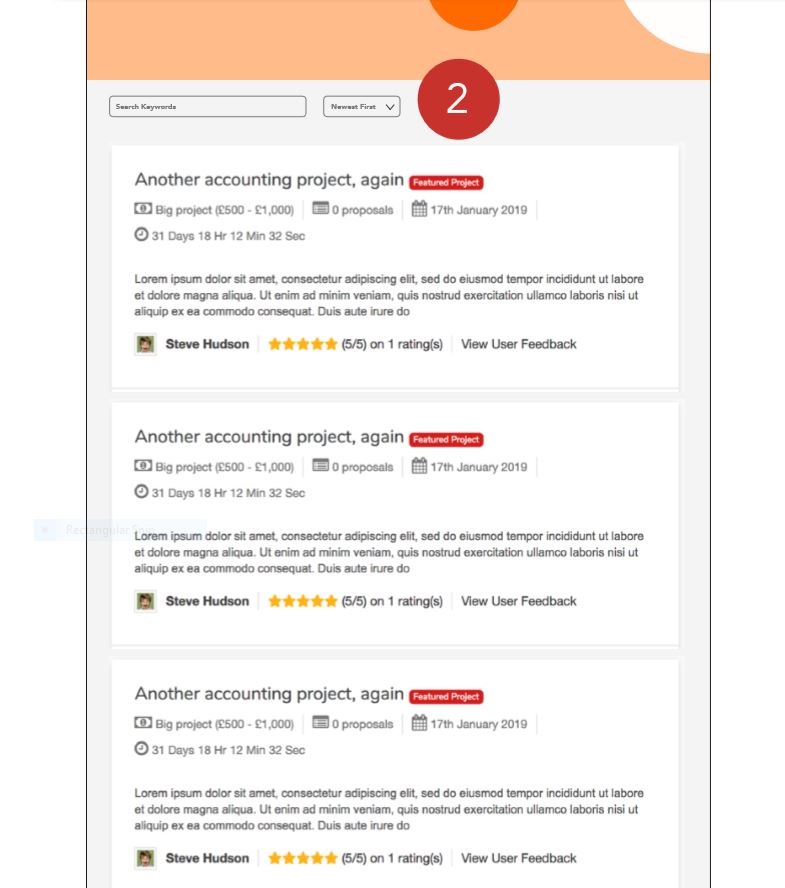 Search Keywords
Newest First
2
Another accounting project, again Featured Project
Big project (£500 - £1,000) 0 proposals 17th January 2019
31 Days 18 Hr 12 Min 32 Sec
Lorem ipsum dolor sit amet, consectetur adipiscing elit, sed do eiusmod tempor incididunt ut labore
et dolore magna aliqua. Ut enim ad minim veniam, quis nostrud exercitation ullamco laboris nisi ut
aliquip ex ea commodo consequat. Duis aute irure do
Steve Hudson (5/5) on 1 rating(s) View User Feedback
Another accounting project, again Featured Project
Big project (£500 - £1,000) 0 proposals 17th January 2019
31 Days 18 Hr 12 Min 32 Sec
Rectangular Snip
Lorem ipsum dolor sit amet, consectetur adipiscing elit, sed do eiusmod tempor incididunt ut labore
et dolore magna aliqua. Ut enim ad minim veniam, quis nostrud exercitation ullamco laboris nisi ut
aliquip ex ea commodo consequat. Duis aute irure do
Steve Hudson (5/5) on 1 rating(s) View User Feedback
Another accounting project, again Featured Project
Big project (£500 - £1,000) 0 proposals 17th January 2019
31 Days 18 Hr 12 Min 32 Sec
Lorem ipsum dolor sit amet, consectetur adipiscing elit, sed do eiusmod tempor incididunt ut labore
et dolore magna aliqua. Ut enim ad minim veniam, quis nostrud exercitation ullamco laboris nisi ut
aliquip ex ea commodo consequat. Duis aute irure do
Steve Hudson (5/5) on 1 rating(s) View User Feedback